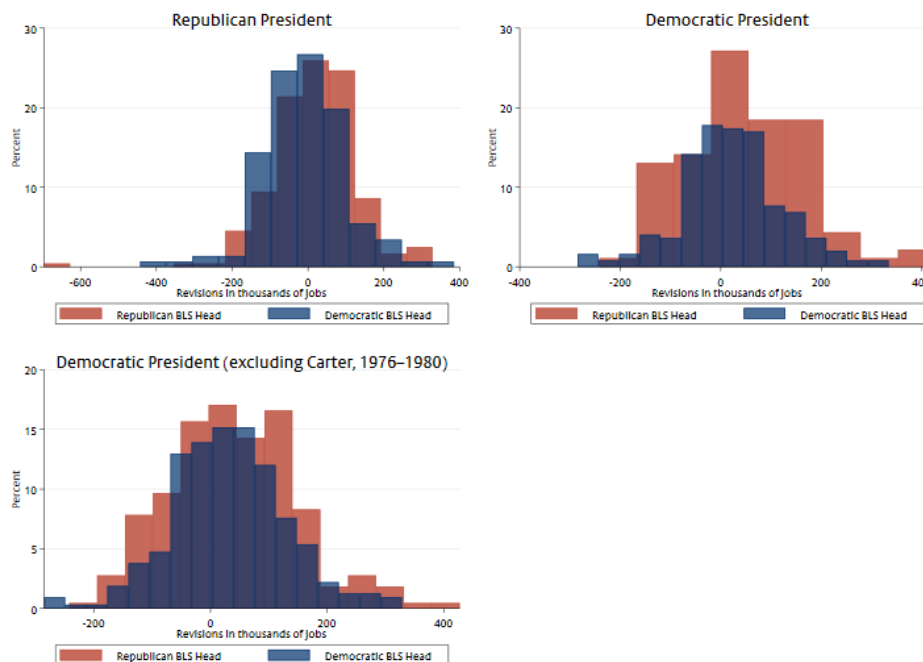 Republican President
30
20
10
0
Percent
-600
-400
-200
0
200
400
Revisions in thousands of jobs
Republican BLS Head
Democratic BLS Head
Democratic President
30
20
10
0
Percent
-400
-200
0
200
400
Revisions in thousands of jobs
Republican BLS Head
Democratic BLS Head
Democratic President (excluding Carter, 1976–1980)
20
15
10
5
0
Percent
-200
0
200
400
Revisions in thousands of jobs
Republican BLS Head
Democratic BLS Head